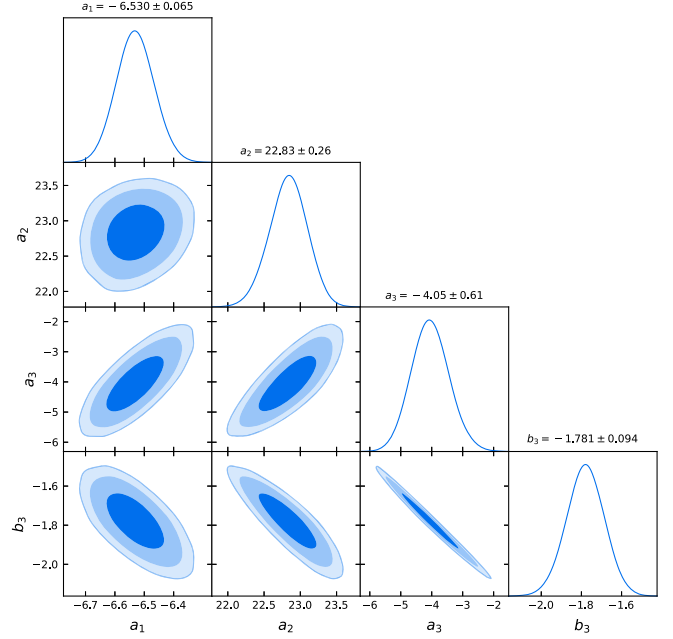 a₁ = −6.530 ± 0.065
a₂ = 22.83 ± 0.26
23.5
23.0
22.5
22.0
a₂
a₃ = −4.05 ± 0.61
−2
−3
−4
−5
−6
a₃
b₃ = −1.781 ± 0.094
−1.6
−1.8
−2.0
b₃
−6.7 −6.6 −6.5 −6.4
22.0 22.5 23.0 23.5
−6 −5 −4 −3 −2
−2.0 −1.8 −1.6
a₁ a₂ a₃ b₃